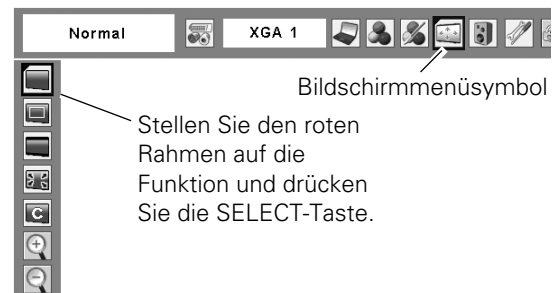 Normal
XGA 1
Bildschirmmenüsymbol
Stellen Sie den roten
Rahmen auf die
Funktion und drücken
Sie die SELECT-Taste.
C